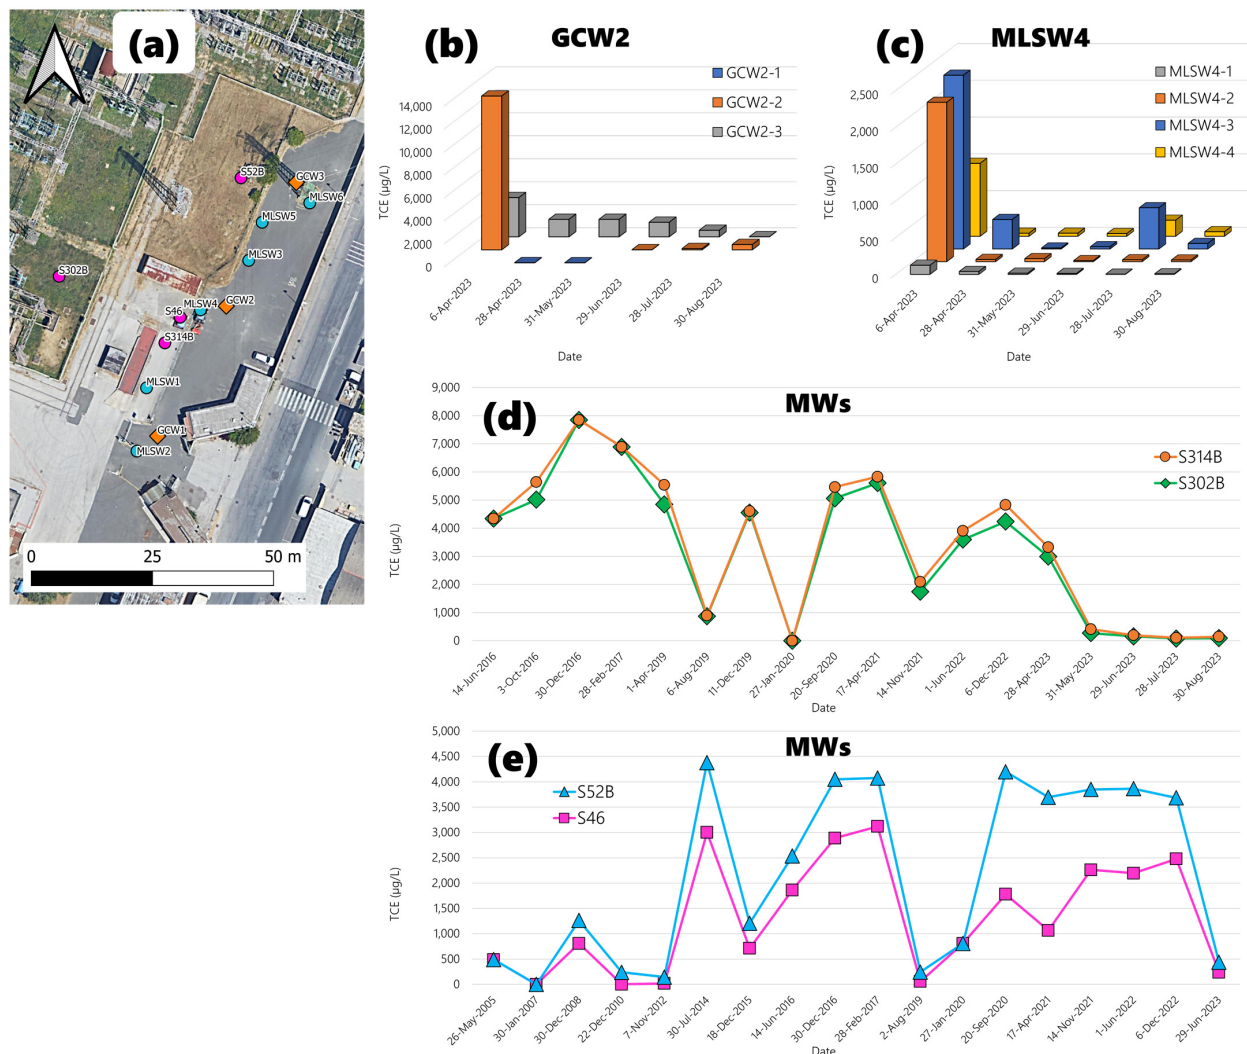 (a)
S52B
GCW3
MLSW6
MLSW5
MLSW3
S302B
MLSW4
GCW2
S46
S314B
MLSW1
GCW1
MLSW2
0 25 50 m
(b)
GCW2
GCW2-1
GCW2-2
GCW2-3
TCE (µg/L)
14,000
12,000
10,000
8,000
6,000
4,000
2,000
0
6-Apr-2023
28-Apr-2023
31-May-2023
29-Jun-2023
28-Jul-2023
30-Aug-2023
Date
(c)
MLSW4
MLSW4-1
MLSW4-2
MLSW4-3
MLSW4-4
TCE (µg/L)
2,500
2,000
1,500
1,000
500
0
6-Apr-2023
28-Apr-2023
31-May-2023
29-Jun-2023
28-Jul-2023
30-Aug-2023
Date
(d)
MWs
S314B
S302B
TCE (µg/L)
9,000
8,000
7,000
6,000
5,000
4,000
3,000
2,000
1,000
0
14-Jun-2016
3-Oct-2016
30-Dec-2016
28-Feb-2017
1-Apr-2019
6-Aug-2019
11-Dec-2019
27-Jan-2020
20-Sep-2020
17-Apr-2021
14-Nov-2021
1-Jun-2022
6-Dec-2022
28-Apr-2023
31-May-2023
29-Jun-2023
28-Jul-2023
30-Aug-2023
Date
(e)
MWs
S52B
S46
TCE (µg/L)
5,000
4,500
4,000
3,500
3,000
2,500
2,000
1,500
1,000
500
0
26-May-2005
30-Jan-2007
30-Dec-2008
22-Dec-2010
7-Nov-2012
30-Jul-2014
18-Dec-2015
14-Jun-2016
30-Dec-2016
28-Feb-2017
2-Aug-2019
27-Jan-2020
20-Sep-2020
17-Apr-2021
14-Nov-2021
1-Jun-2022
6-Dec-2022
29-Jun-2023
Date